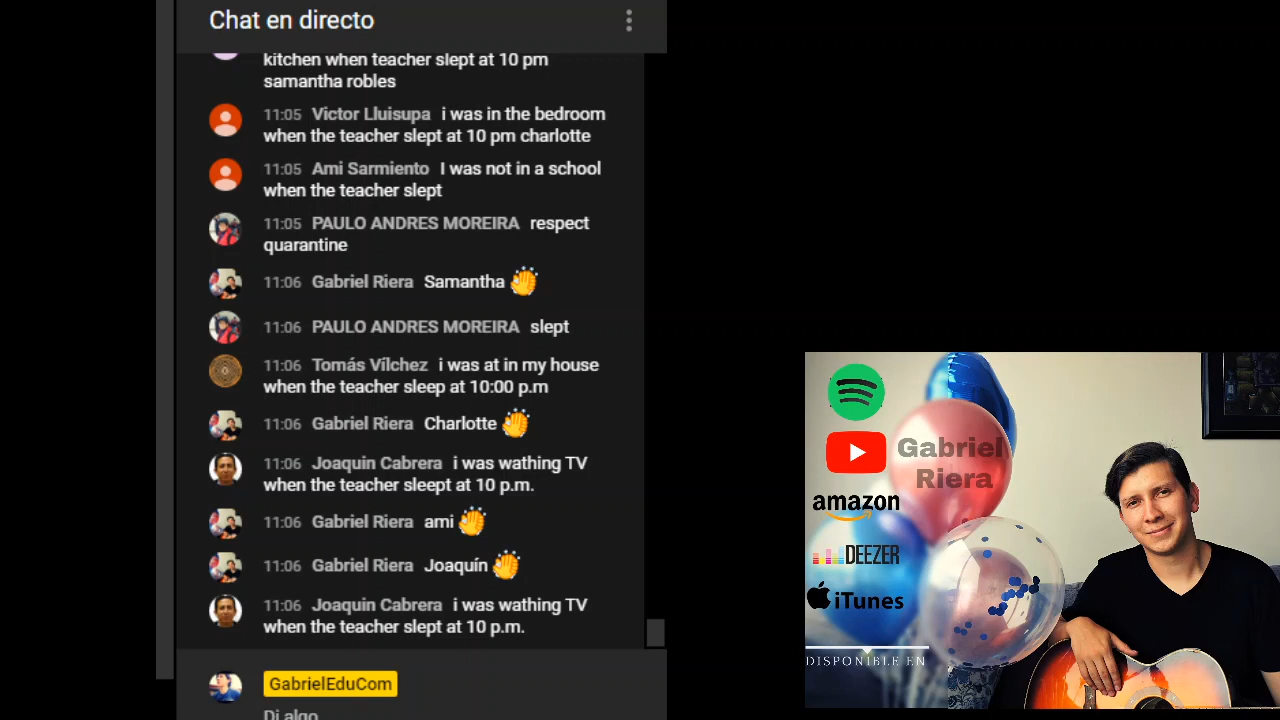 Chat en directo
kitchen when teacher slept at 10 pm
samantha robles
11:05 Victor Lluisupa i was in the bedroom
when the teacher slept at 10 pm charlotte
11:05 Ami Sarmiento I was not in a school
when the teacher slept
11:05 PAULO ANDRES MOREIRA respect
quarantine
11:06 Gabriel Riera Samantha 👏
11:06 PAULO ANDRES MOREIRA slept
11:06 Tomás Vílchez i was at in my house
when the teacher sleep at 10:00 p.m
11:06 Gabriel Riera Charlotte 👏
11:06 Joaquin Cabrera i was wathing TV
when the teacher sleept at 10 p.m.
11:06 Gabriel Riera ami 👏
11:06 Gabriel Riera Joaquín 👏
11:06 Joaquin Cabrera i was wathing TV
when the teacher slept at 10 p.m.
GabrielEduCom
Di algo
Gabriel
Riera
amazon
DEEZER
iTunes
DISPONIBLE EN